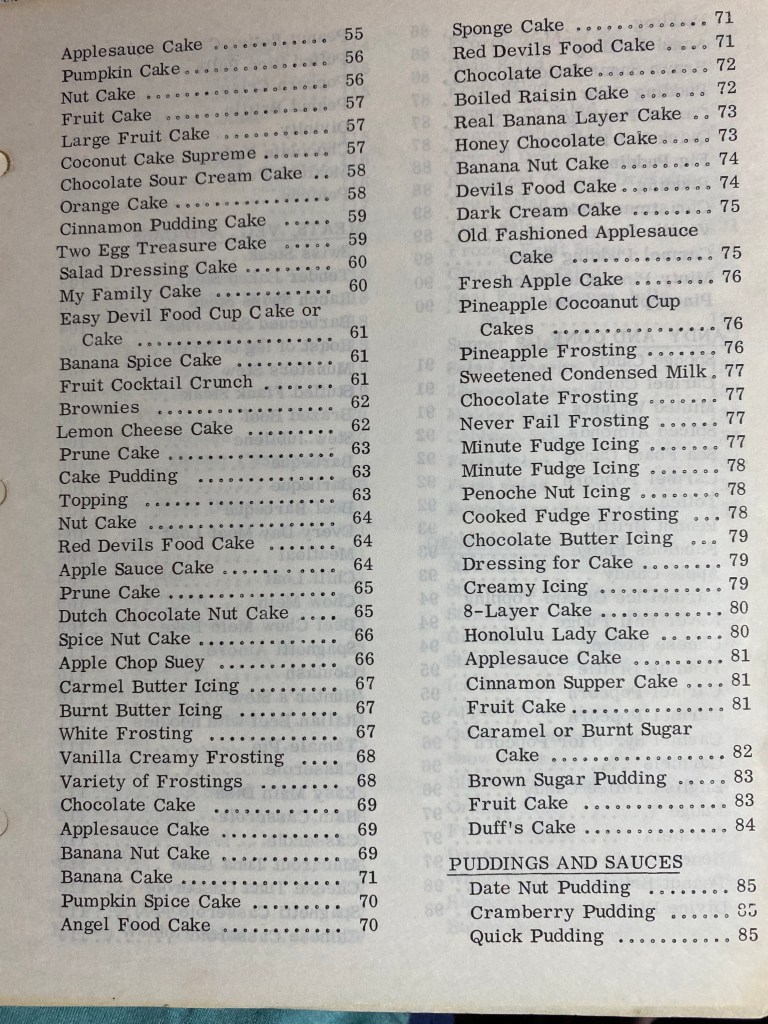 Applesauce Cake ............ 55
Pumpkin Cake................ 56
Nut Cake .................... 56
Fruit Cake .................. 57
Large Fruit Cake ........... 57
Coconut Cake Supreme ....... 57
Chocolate Sour Cream Cake .. 58
Orange Cake ................. 58
Cinnamon Pudding Cake ..... 59
Two Egg Treasure Cake ..... 59
Salad Dressing Cake ......... 60
My Family Cake ............ 60
Easy Devil Food Cup Cake or
Cake ..................... 61
Banana Spice Cake .......... 61
Fruit Cocktail Crunch ....... 61
Brownies ................... 62
Lemon Cheese Cake ......... 62
Prune Cake ................. 63
Cake Pudding .............. 63
Topping ..................... 63
Nut Cake ................... 64
Red Devils Food Cake ....... 64
Apple Sauce Cake ............ 64
Prune Cake ................. 65
Dutch Chocolate Nut Cake .... 65
Spice Nut Cake .............. 66
Apple Chop Suey ............ 66
Carmel Butter Icing ......... 67
Burnt Butter Icing .......... 67
White Frosting ............. 67
Vanilla Creamy Frosting .... 68
Variety of Frostings ........ 68
Chocolate Cake ............ 69
Applesauce Cake ............ 69
Banana Nut Cake ............ 69
Banana Cake ................ 71
Pumpkin Spice Cake ......... 70
Angel Food Cake ............ 70
Sponge Cake ............. 71
Red Devils Food Cake .... 71
Chocolate Cake........... 72
Boiled Raisin Cake ....... 72
Real Banana Layer Cake .. 73
Honey Chocolate Cake..... 73
Banana Nut Cake ......... 74
Devils Food Cake......... 74
Dark Cream Cake ........ 75
Old Fashioned Applesauce
Cake .............. 75
Fresh Apple Cake ........ 76
Pineapple Cocoanut Cup
Cakes ................ 76
Pineapple Frosting ....... 76
Sweetened Condensed Milk . 77
Chocolate Frosting ....... 77
Never Fail Frosting ...... 77
Minute Fudge Icing ....... 77
Minute Fudge Icing ....... 78
Penoche Nut Icing ........ 78
Cooked Fudge Frosting ... 78
Chocolate Butter Icing ... 79
Dressing for Cake ........ 79
Creamy Icing ............ 79
8-Layer Cake ........... 80
Honolulu Lady Cake ...... 80
Applesauce Cake ......... 81
Cinnamon Supper Cake .... 81
Fruit Cake............... 81
Caramel or Burnt Sugar
Cake ................. 82
Brown Sugar Pudding ..... 83
Fruit Cake ............. 83
Duff's Cake ............. 84
PUDDINGS AND SAUCES
Date Nut Pudding ........ 85
Cramberry Pudding ...... 85
Quick Pudding .......... 85